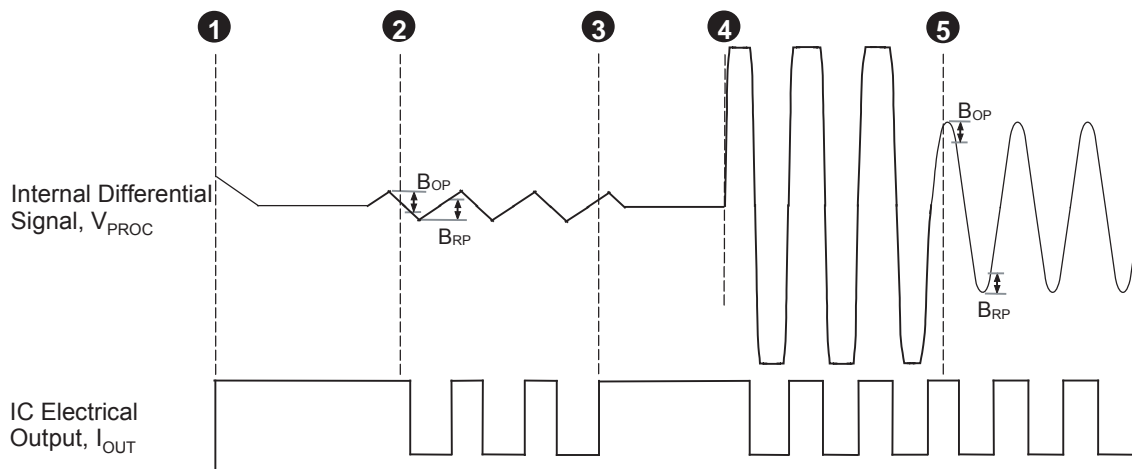 1 2 3 4 5
B_OP
B_OP
Internal Differential
Signal, V_PROC
B_RP
B_RP
IC Electrical
Output, I_OUT